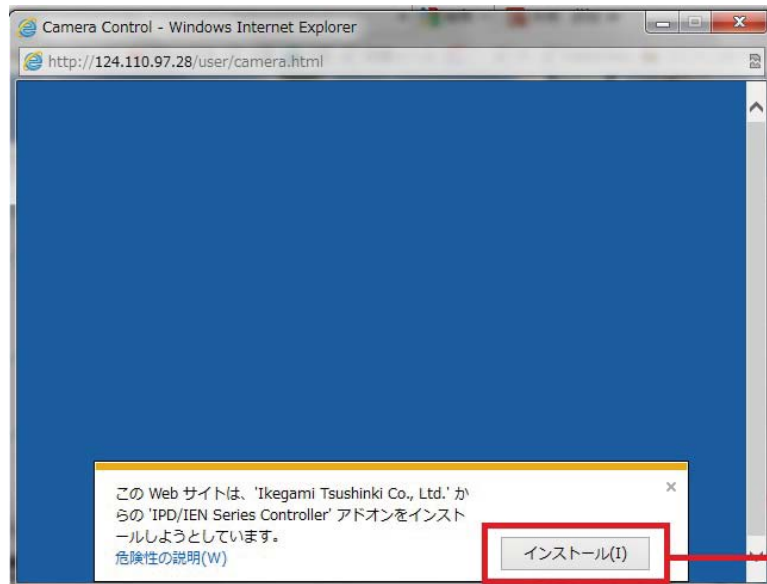 Camera Control - Windows Internet Explorer
http://124.110.97.28/user/camera.html
この Web サイトは、'Ikegami Tsushinki Co., Ltd.' か
らの 'IPD/IEN Series Controller' アドオンをインスト
ールしようとしています。
危険性の説明(W)
インストール(I)